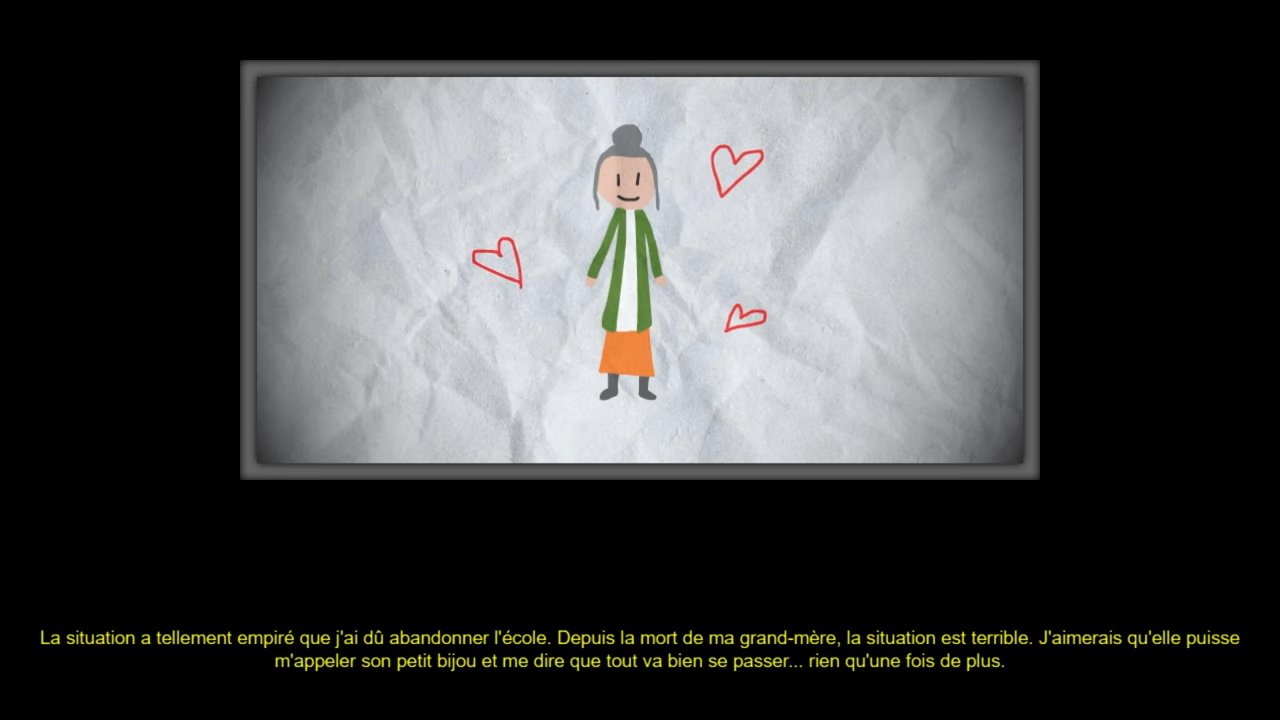 La situation a tellement empiré que j'ai dû abandonner l'école. Depuis la mort de ma grand-mère, la situation est terrible. J'aimerais qu'elle puisse
m'appeler son petit bijou et me dire que tout va bien se passer... rien qu'une fois de plus.